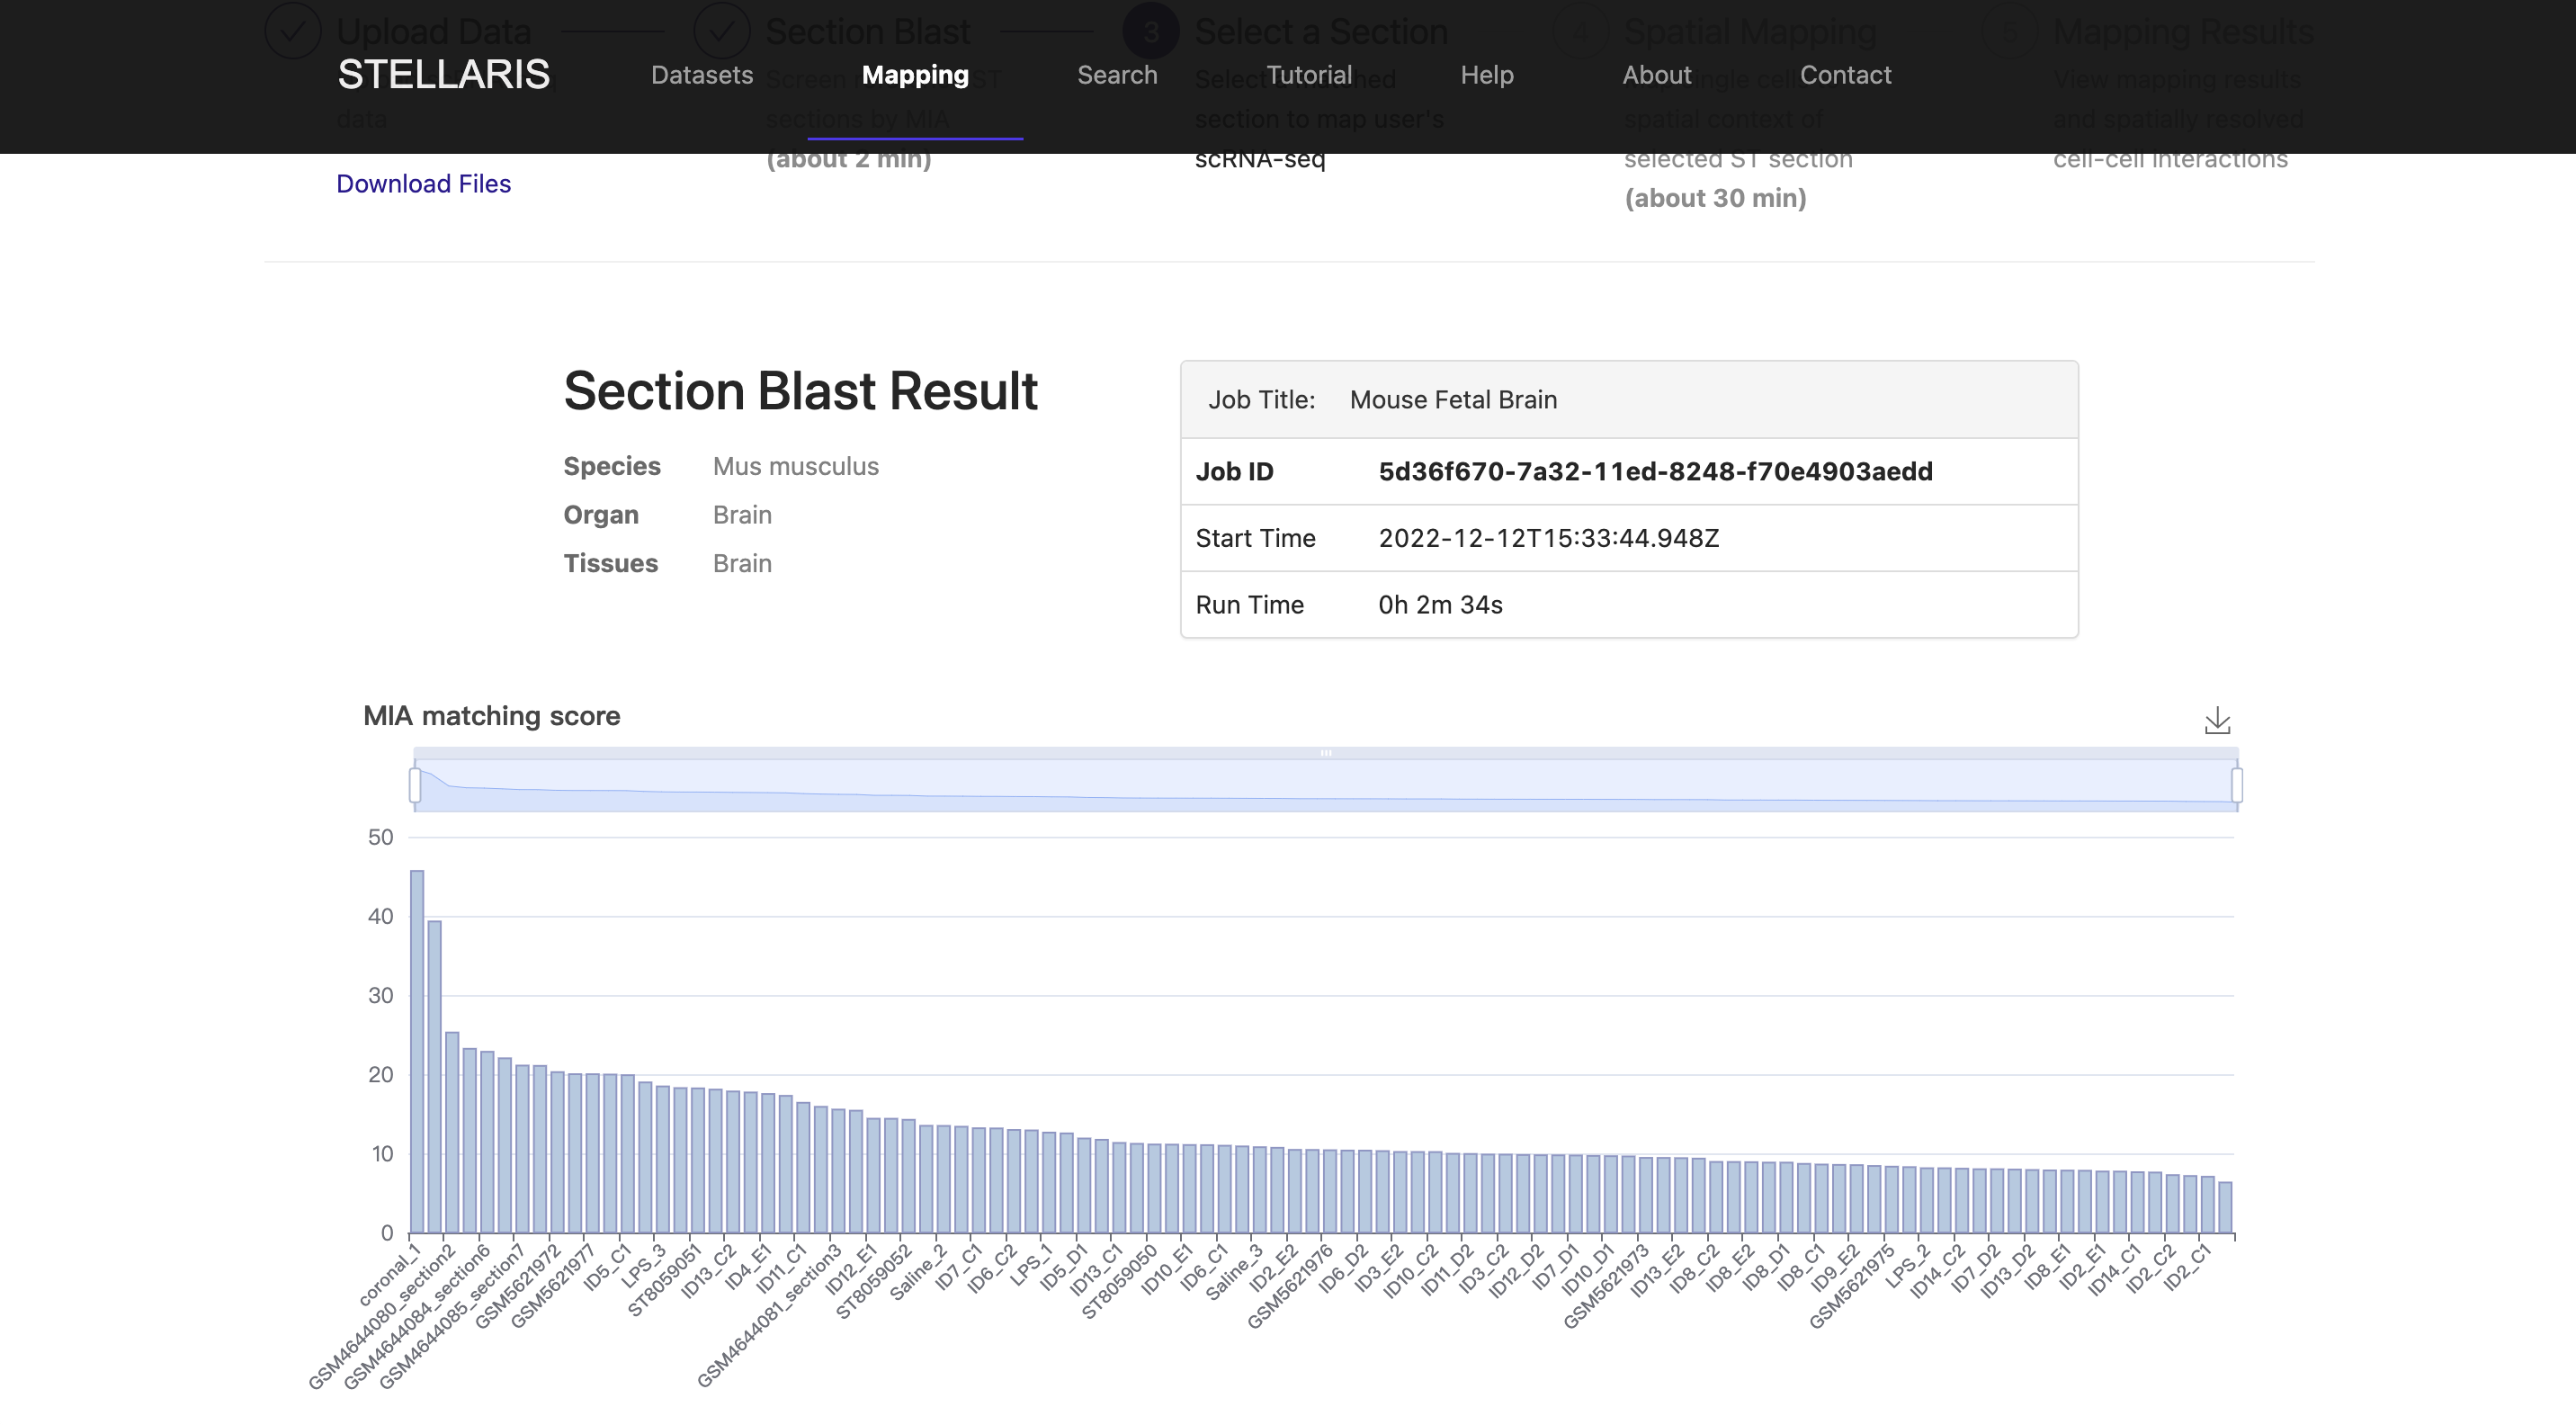 Upload Data
Section Blast
3
Select a Section
4
Spatial Mapping
5
Mapping Results
STELLARIS
Datasets
Mapping
Search
Tutorial
Help
About
Contact
data
Screen
ST
sections by MIA
(about 2 min)
Select a matched
section to map user's
scRNA-seq
single cells
spatial context of
selected ST section
(about 30 min)
View mapping results
and spatially resolved
cell-cell interactions
Download Files
Section Blast Result
Species Mus musculus
Organ Brain
Tissues Brain
Job Title: Mouse Fetal Brain
Job ID 5d36f670-7a32-11ed-8248-f70e4903aedd
Start Time 2022-12-12T15:33:44.948Z
Run Time 0h 2m 34s
MIA matching score
50
40
30
20
10
0
coronal_1
GSM4644080_section2
GSM4644084_section6
GSM4644085_section7
GSM5621972
GSM5621977
ID5_C1
LPS_3
ST8059051
ID13_C2
ID4_E1
ID11_C1
GSM4644081_section3
ID12_E1
ST8059052
Saline_2
ID7_C1
ID6_C2
LPS_1
ID5_D1
ID13_C1
ST8059050
ID10_E1
ID6_C1
Saline_3
ID2_E2
GSM5621976
ID6_D2
ID3_E2
ID10_C2
ID11_D2
ID3_C2
ID12_D2
ID7_D1
ID10_D1
GSM5621973
ID13_E2
ID8_C2
ID8_E2
ID8_D1
ID8_C1
ID9_E2
GSM5621975
LPS_2
ID14_C2
ID7_D2
ID13_D2
ID8_E1
ID2_E1
ID14_C1
ID2_C2
ID2_C1